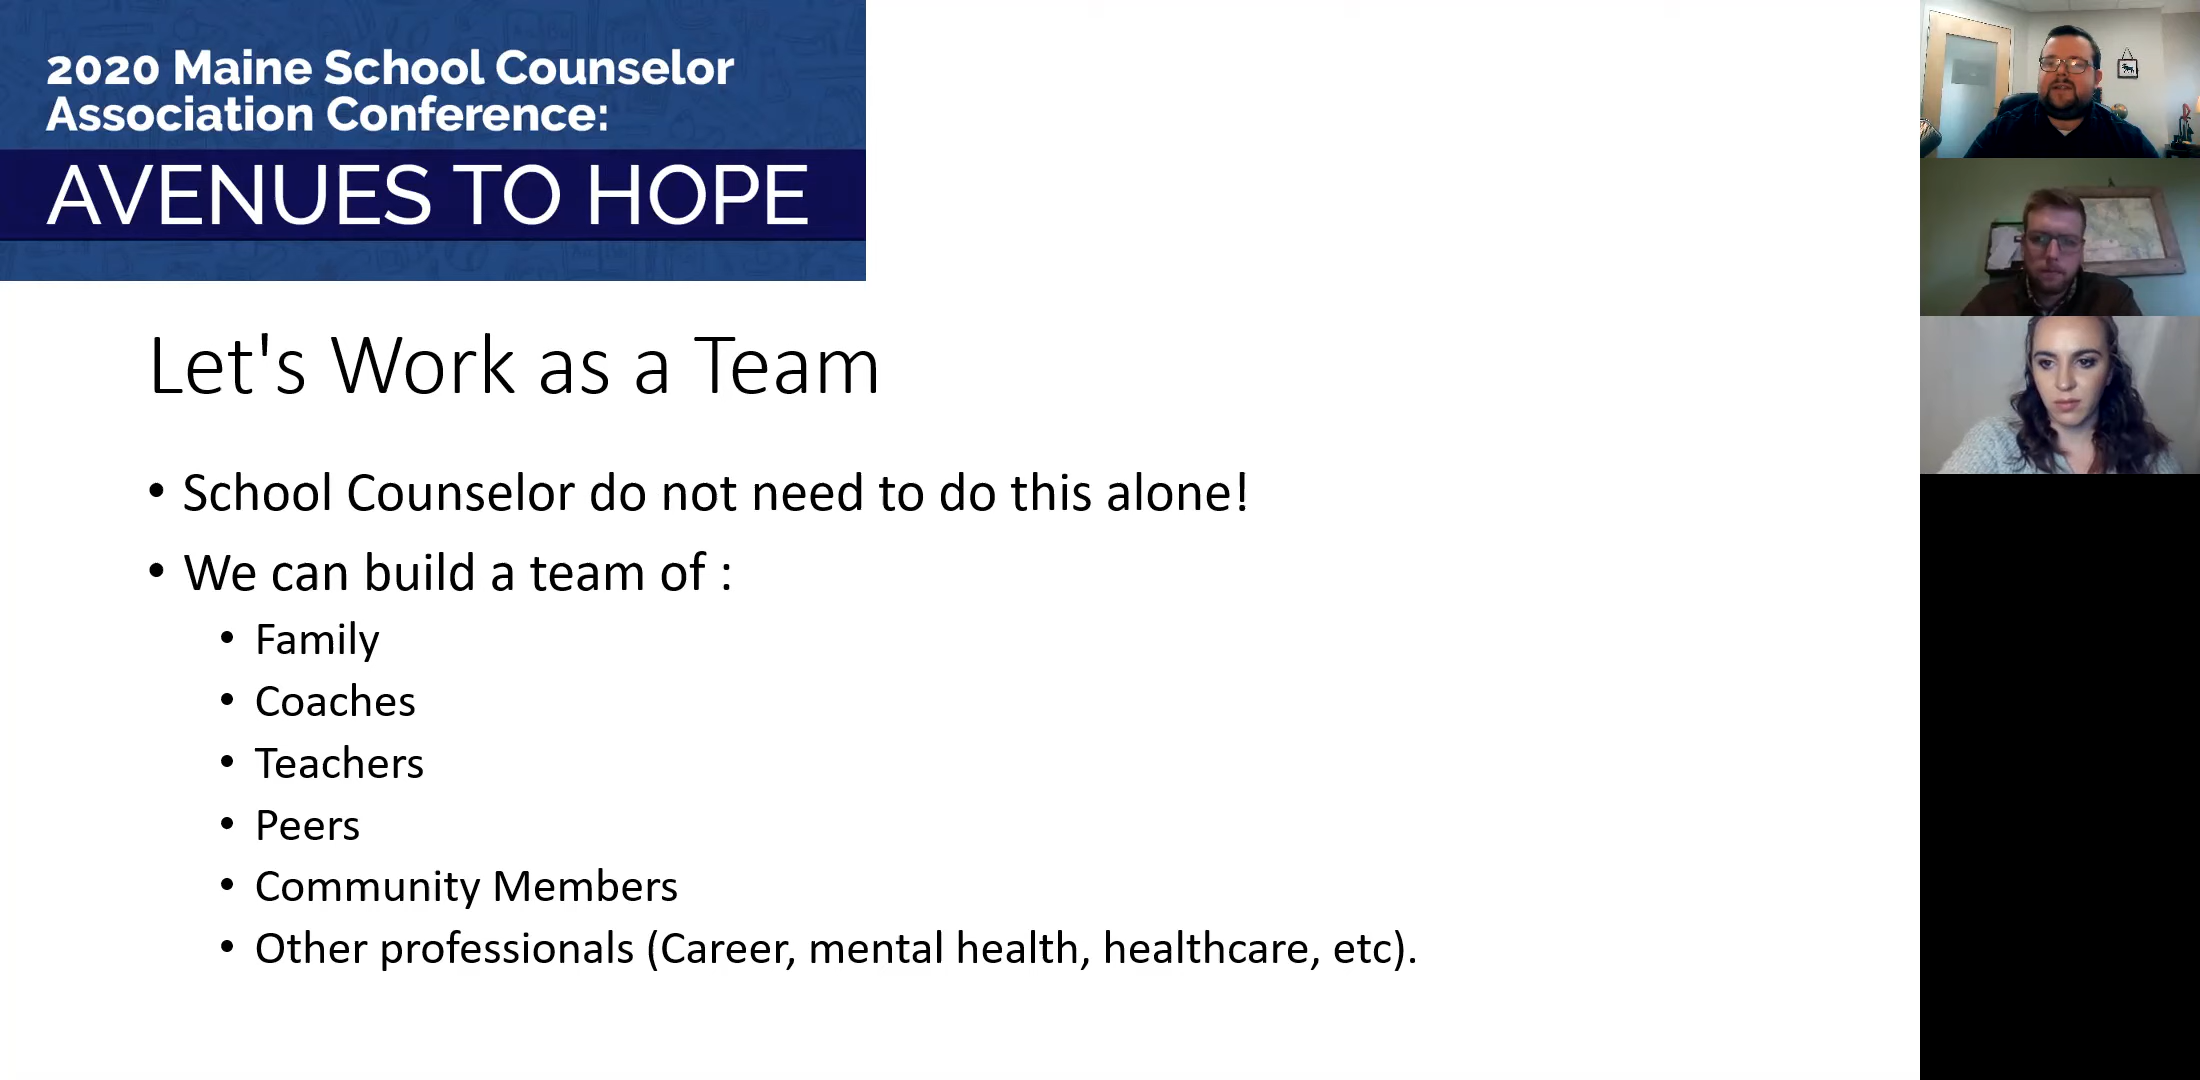 2020 Maine School Counselor
Association Conference:
AVENUES TO HOPE
Let's Work as a Team
• School Counselor do not need to do this alone!
• We can build a team of :
• Family
• Coaches
• Teachers
• Peers
• Community Members
• Other professionals (Career, mental health, healthcare, etc).